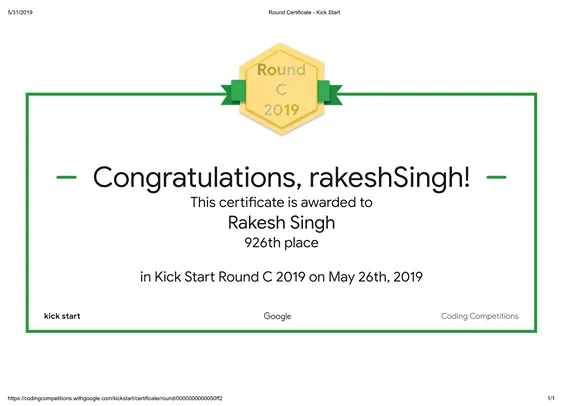 5/31/2019
Round Certificate - Kick Start
Round
C
2019
Congratulations, rakeshSingh!
This certificate is awarded to
Rakesh Singh
926th place
in Kick Start Round C 2019 on May 26th, 2019
kick start
Google
Coding Competitions
https://codingcompetitions.withgoogle.com/kickstart/certificate/round/0000000000050ff2
1/1